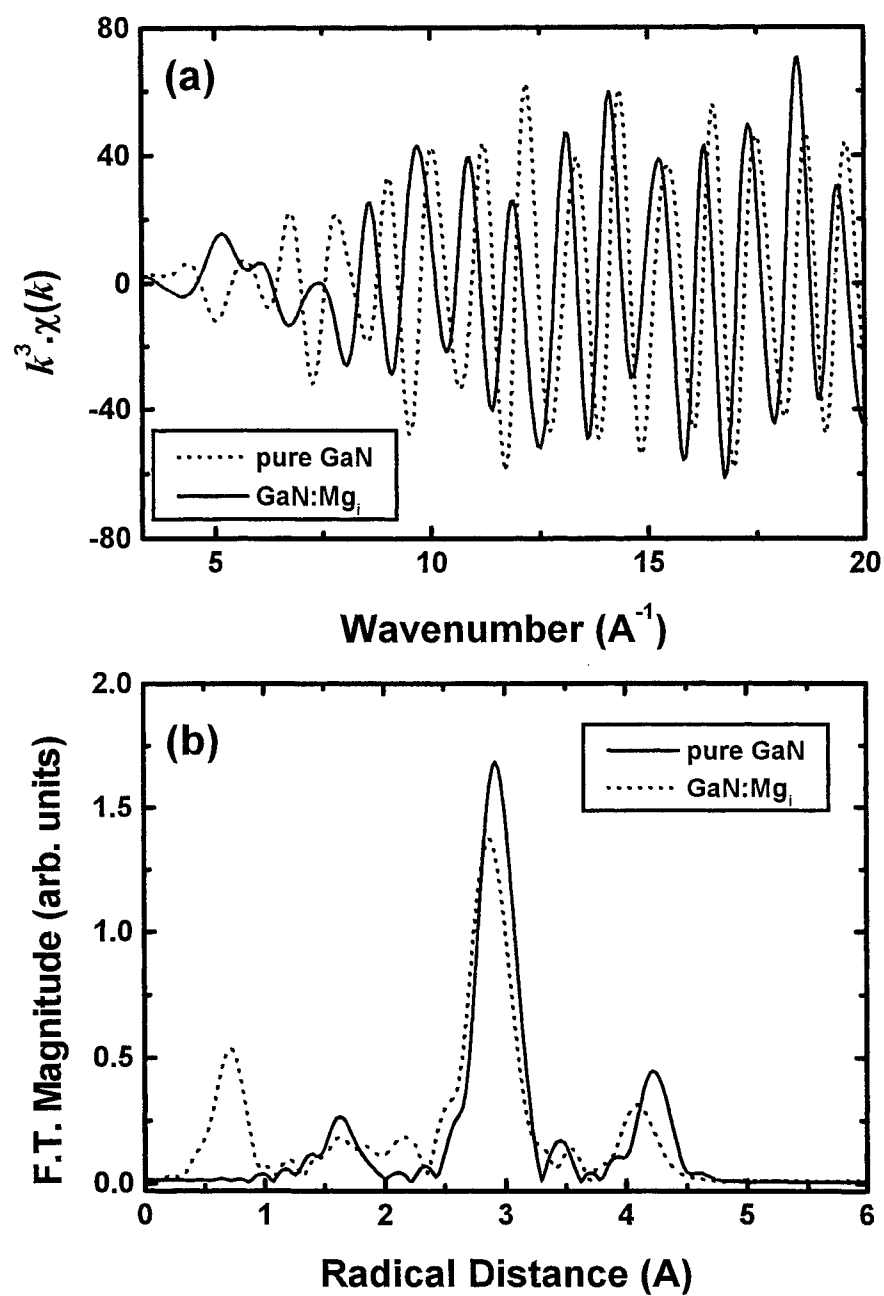 80
40
0
-40
-80
k³.χ(k)
(a)
pure GaN
GaN:Mgᵢ
5
10
15
20
Wavenumber (A⁻¹)
2.0
1.5
1.0
0.5
0.0
F.T. Magnitude (arb. units)
(b)
pure GaN
GaN:Mgᵢ
0
1
2
3
4
5
6
Radical Distance (A)